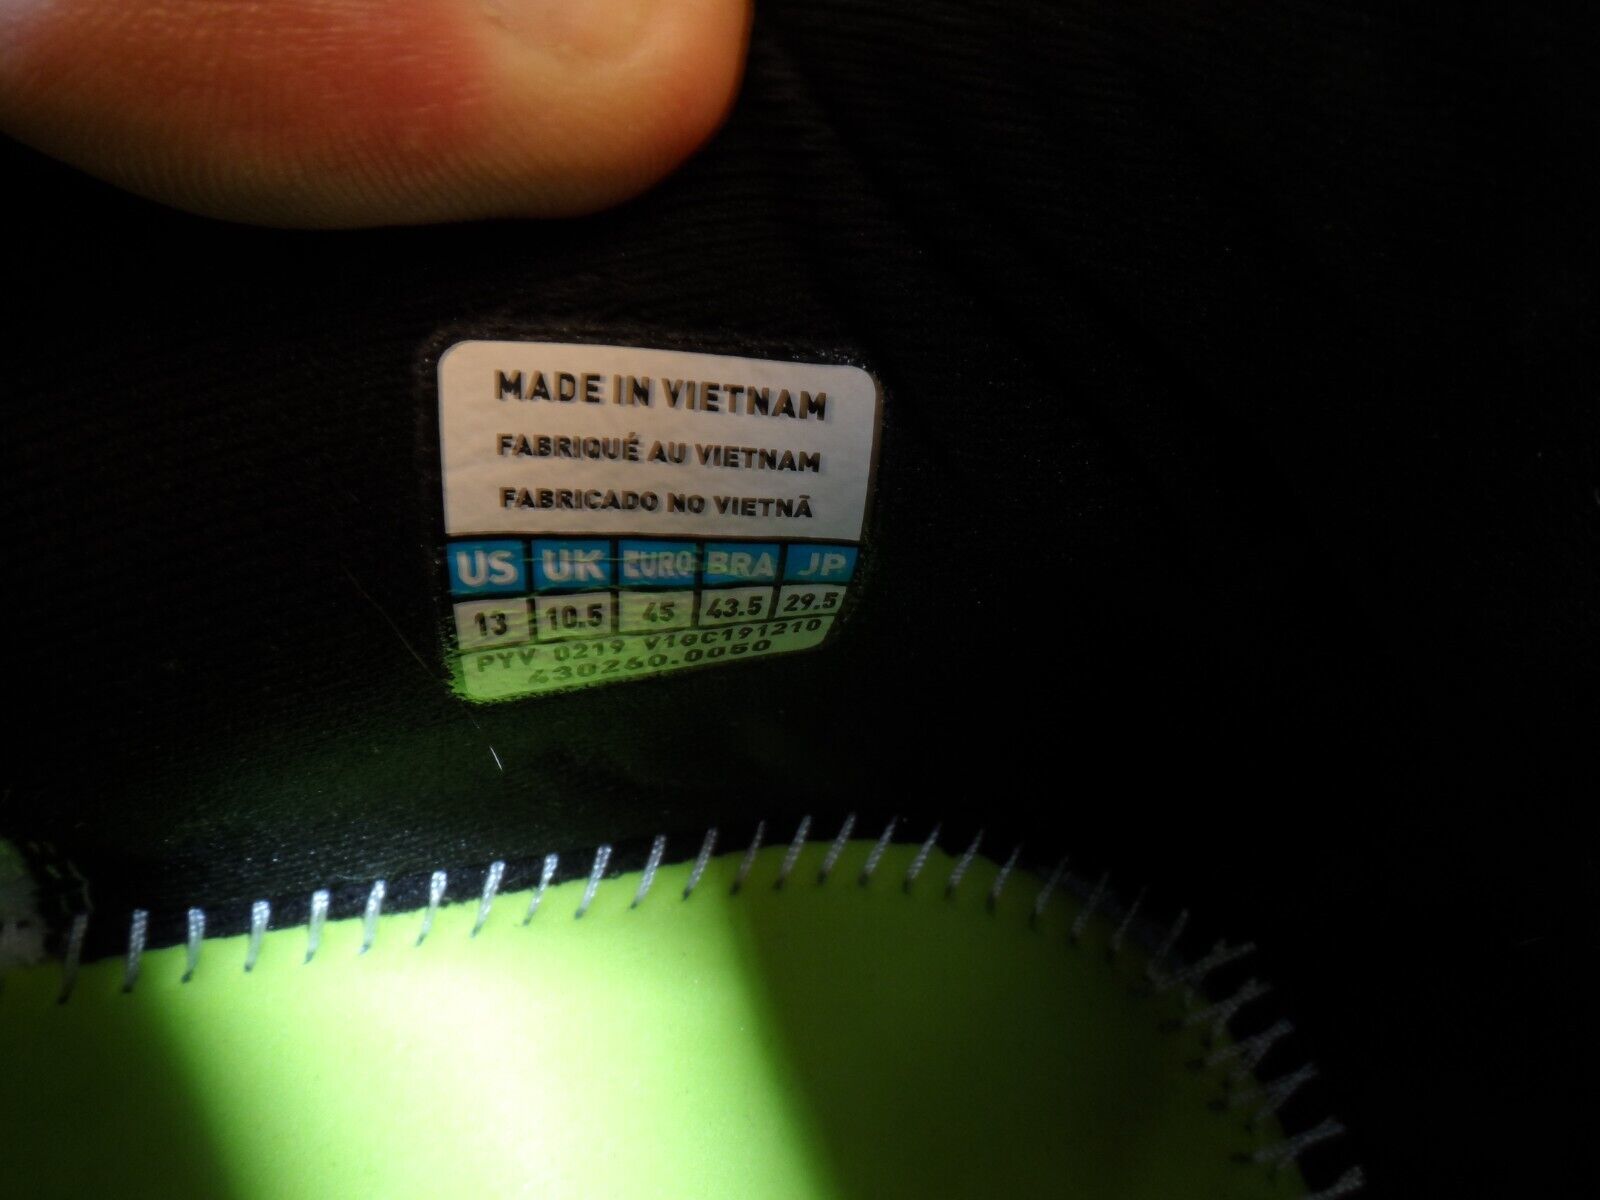 MADE IN VIETNAM
FABRIQUÉ AU VIETNAM
FABRICADO NO VIETNÃ
US UK EURO BRA JP
13 10.5 45 43.5 29.5
PYV 0219 V1GC191210
430260.0050